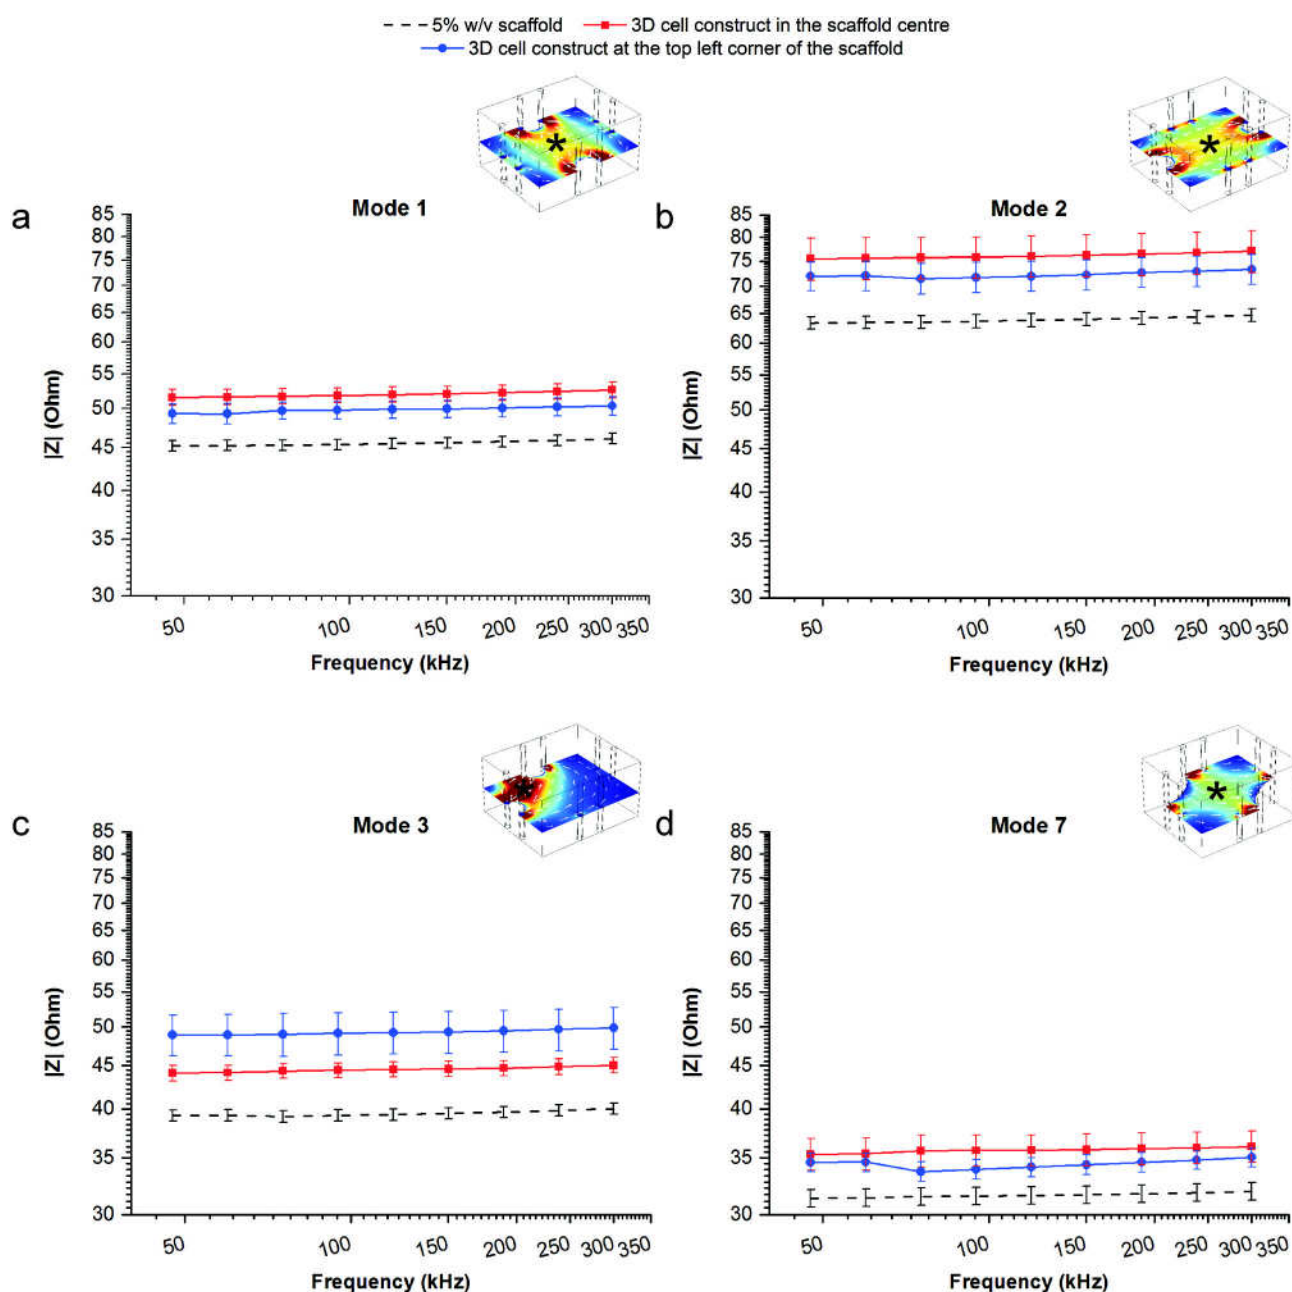 5% w/v scaffold 3D cell construct in the scaffold centre
3D cell construct at the top left corner of the scaffold
*
*
a Mode 1 b Mode 2
85 85
80 80
75 75
70 70
65 65
60 60
55 55
50 50
45 45
40 40
35 35
30 30
|Z| (Ohm) |Z| (Ohm)
50 100 150 200 250 300 350 50 100 150 200 250 300 350
Frequency (kHz) Frequency (kHz)
*
*
c Mode 3 d Mode 7
85 85
80 80
75 75
70 70
65 65
60 60
55 55
50 50
45 45
40 40
35 35
30 30
|Z| (Ohm) |Z| (Ohm)
50 100 150 200 250 300 350 50 100 150 200 250 300 350
Frequency (kHz) Frequency (kHz)